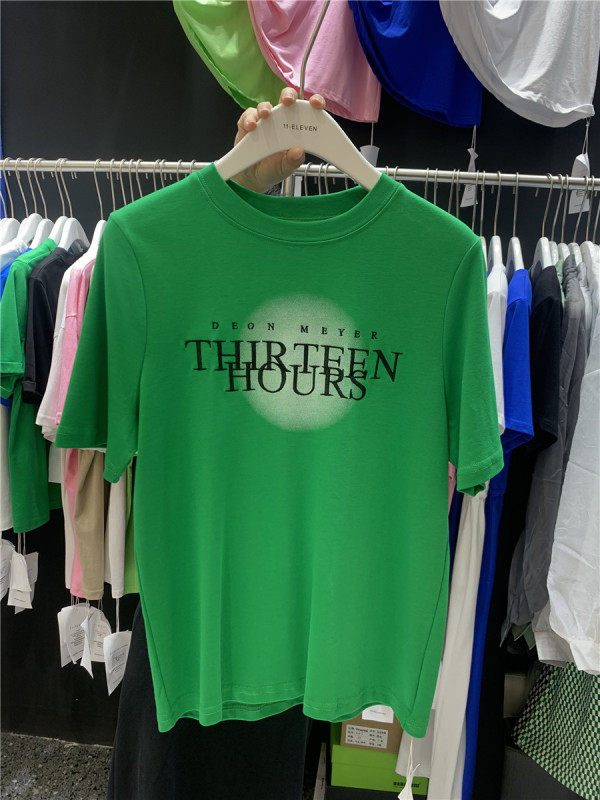 11-ELEVEN
DEON MEYER
THIRTEEN
HOURS